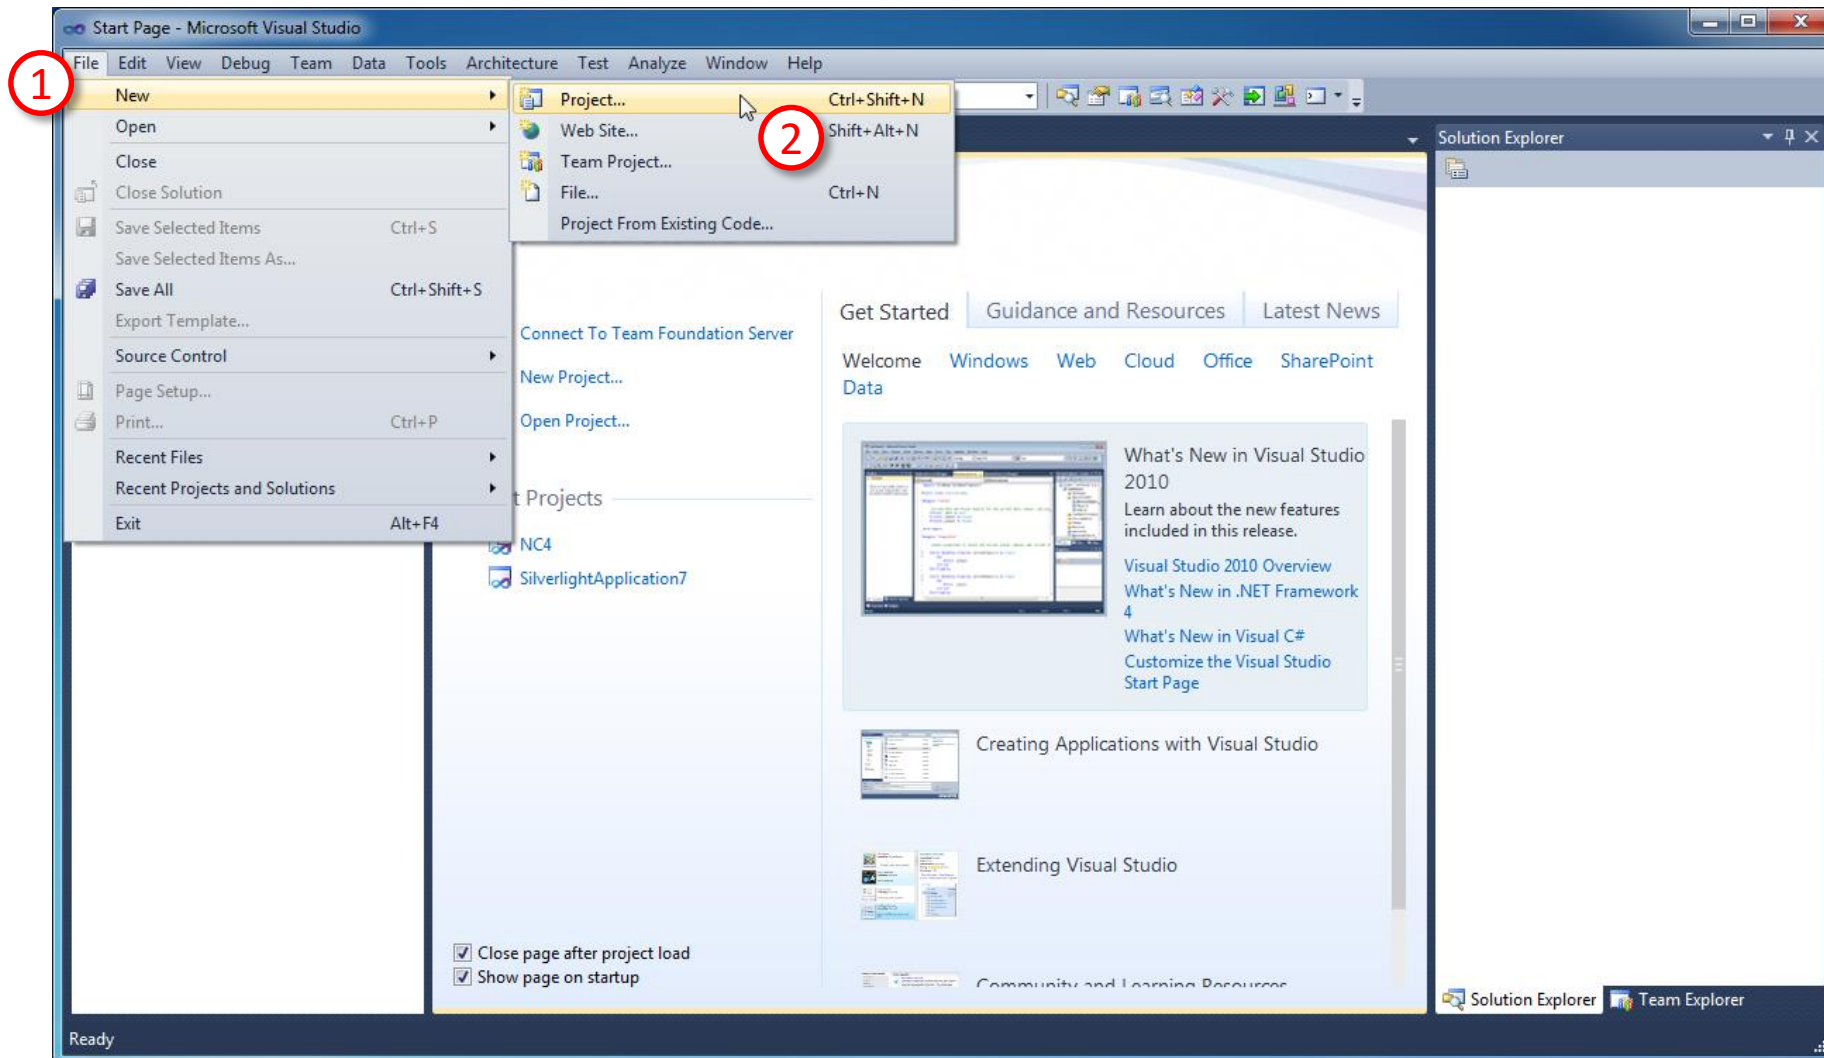 Start Page - Microsoft Visual Studio
File Edit View Debug Team Data Tools Architecture Test Analyze Window Help
1
New
Open
Close
Close Solution
Save Selected Items Ctrl+S
Save Selected Items As...
Save All Ctrl+Shift+S
Export Template...
Source Control
Page Setup...
Print... Ctrl+P
Recent Files
Recent Projects and Solutions
Exit Alt+F4
Project... Ctrl+Shift+N
2
Web Site... Shift+Alt+N
Team Project...
File... Ctrl+N
Project From Existing Code...
Connect To Team Foundation Server
New Project...
Open Project...
t Projects
NC4
SilverlightApplication7
Close page after project load
Show page on startup
Get Started Guidance and Resources Latest News
Welcome Windows Web Cloud Office SharePoint
Data
What's New in Visual Studio
2010
Learn about the new features
included in this release.
Visual Studio 2010 Overview
What's New in .NET Framework
4
What's New in Visual C#
Customize the Visual Studio
Start Page
Creating Applications with Visual Studio
Extending Visual Studio
Community and Learning Resources
Solution Explorer
Solution Explorer Team Explorer
Ready